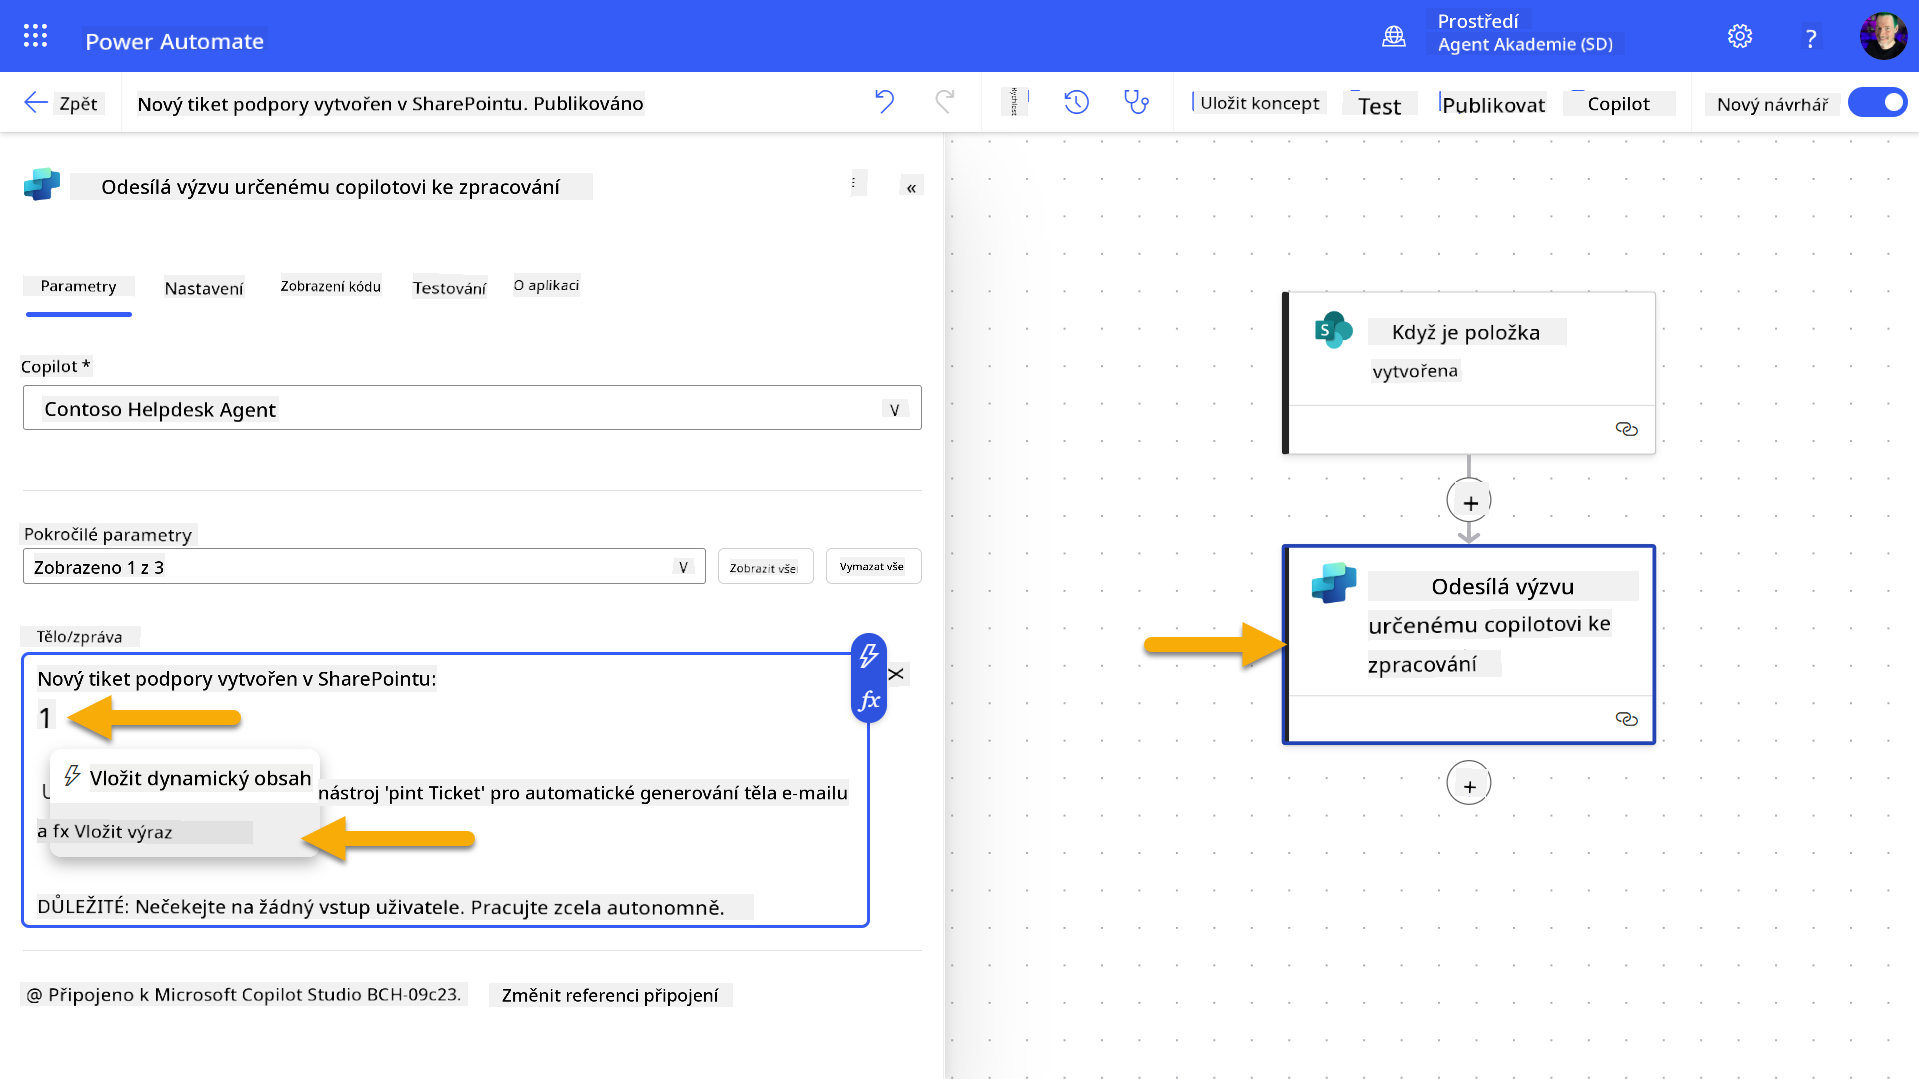 Power Automate
Prostředí
Agent Akademie (SD)
?
Zpět
Nový tiket podpory vytvořen v SharePointu. Publikováno
Uložit koncept
Test
Publikovat
Copilot
Nový návrhář
Odesílá výzvu určenému copilotovi ke zpracování
«
Parametry
Nastavení
Zobrazení kódu
Testování
O aplikaci
Copilot *
Contoso Helpdesk Agent
V
Pokročilé parametry
Zobrazeno 1 z 3
V
Zobrazit vše
Vymazat vše
Tělo/zpráva
Nový tiket podpory vytvořen v SharePointu:
1
fx
Vložit dynamický obsah
nástroj 'pint Ticket' pro automatické generování těla e-mailu
a fx Vložit výraz
DŮLEŽITÉ: Nečekejte na žádný vstup uživatele. Pracujte zcela autonomně.
@ Připojeno k Microsoft Copilot Studio BCH-09c23.
Změnit referenci připojení
S
Když je položka
vytvořena
+
Odesílá výzvu
určenému copilotovi ke
zpracování
+